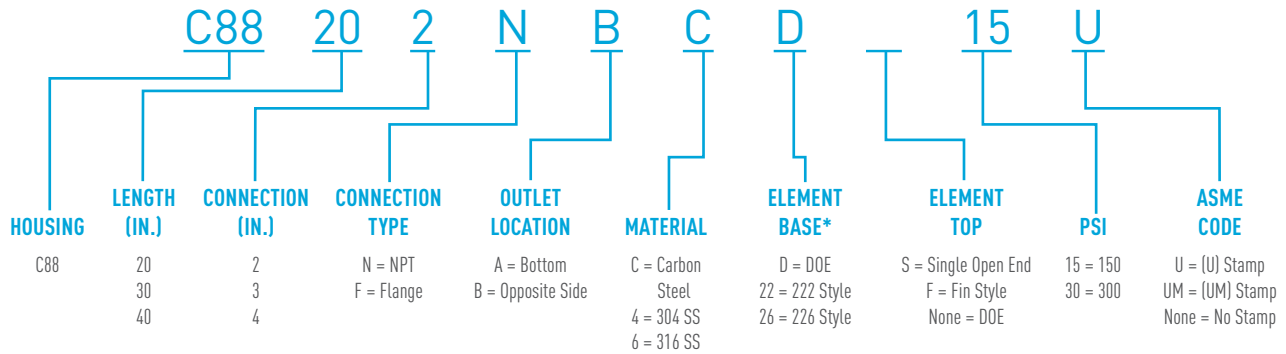 C88 20 2 N B C D _ 15 U
HOUSING
C88
LENGTH
(IN.)
20
30
40
CONNECTION
(IN.)
2
3
4
CONNECTION
TYPE
N = NPT
F = Flange
OUTLET
LOCATION
A = Bottom
B = Opposite Side
MATERIAL
C = Carbon
Steel
4 = 304 SS
6 = 316 SS
ELEMENT
BASE*
D = DOE
22 = 222 Style
26 = 226 Style
ELEMENT
TOP
S = Single Open End
F = Fin Style
None = DOE
PSI
15 = 150
30 = 300
ASME
CODE
U = (U) Stamp
UM = (UM) Stamp
None = No Stamp